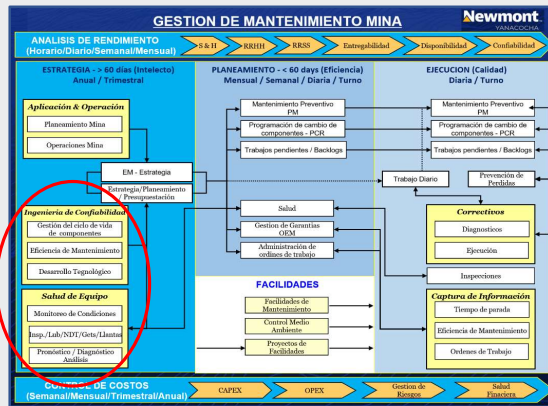 GESTION DE MANTENIMIENTO MINA
Newmont
YANACOCHA
ANALISIS DE RENDIMIENTO
(Horario/Diario/Semanal/Mensual)
S & H
RRHH
RRSS
Entregabilidad
Disponibilidad
Confiabilidad
ESTRATEGIA - > 60 dias (Intelecto)
Anual / Trimestral
Aplicación & Operación
Planeamiento Mina
Operaciones Mina
EM - Estrategia
Estrategia/Planeamiento
/ Presupuestación
Ingenieria de Confiabilidad
Gestión del ciclo de vida
de componentes
Eficiencia de Mantenimiento
Desarrollo Tegnológico
Salud de Equipo
Monitoreo de Condiciones
Insp./Lub/NDT/Gets/Llantas
Pronóstico / Diagnóstico
Análisis
PLANEAMIENTO - < 60 days (Eficiencia)
Mensual / Semanal / Diaria / Turno
Mantenimiento Preventivo
PM
Programación de cambio de
componentes - PCR
Trabajos pendientes / Backlogs
Salud
Gestion de Garantias
OEM
Administración de
ordines de trabajo
FACILIDADES
Facilidades de
Mantenimiento
Control Medio
Ambiente
Proyectos de
Facilidades
EJECUCION (Calidad)
Diaria / Turno
Mantenimiento Preventivo
PM
Programación de cambio de
componentes - PCR
Trabajos pendientes / Backlogs
Trabajo Diario
Prevención de
Perdidas
Correctivos
Diagnosticos
Ejecución
Inspecciones
Captura de Información
Tiempo de parada
Eficiencia de Mantenimiento
Ordenes de Trabajo
CONTROL DE COSTOS
(Semanal/Mensual/Trimestral/Anual)
CAPEX
OPEX
Gestion de
Riesgos
Salud
Finaciera